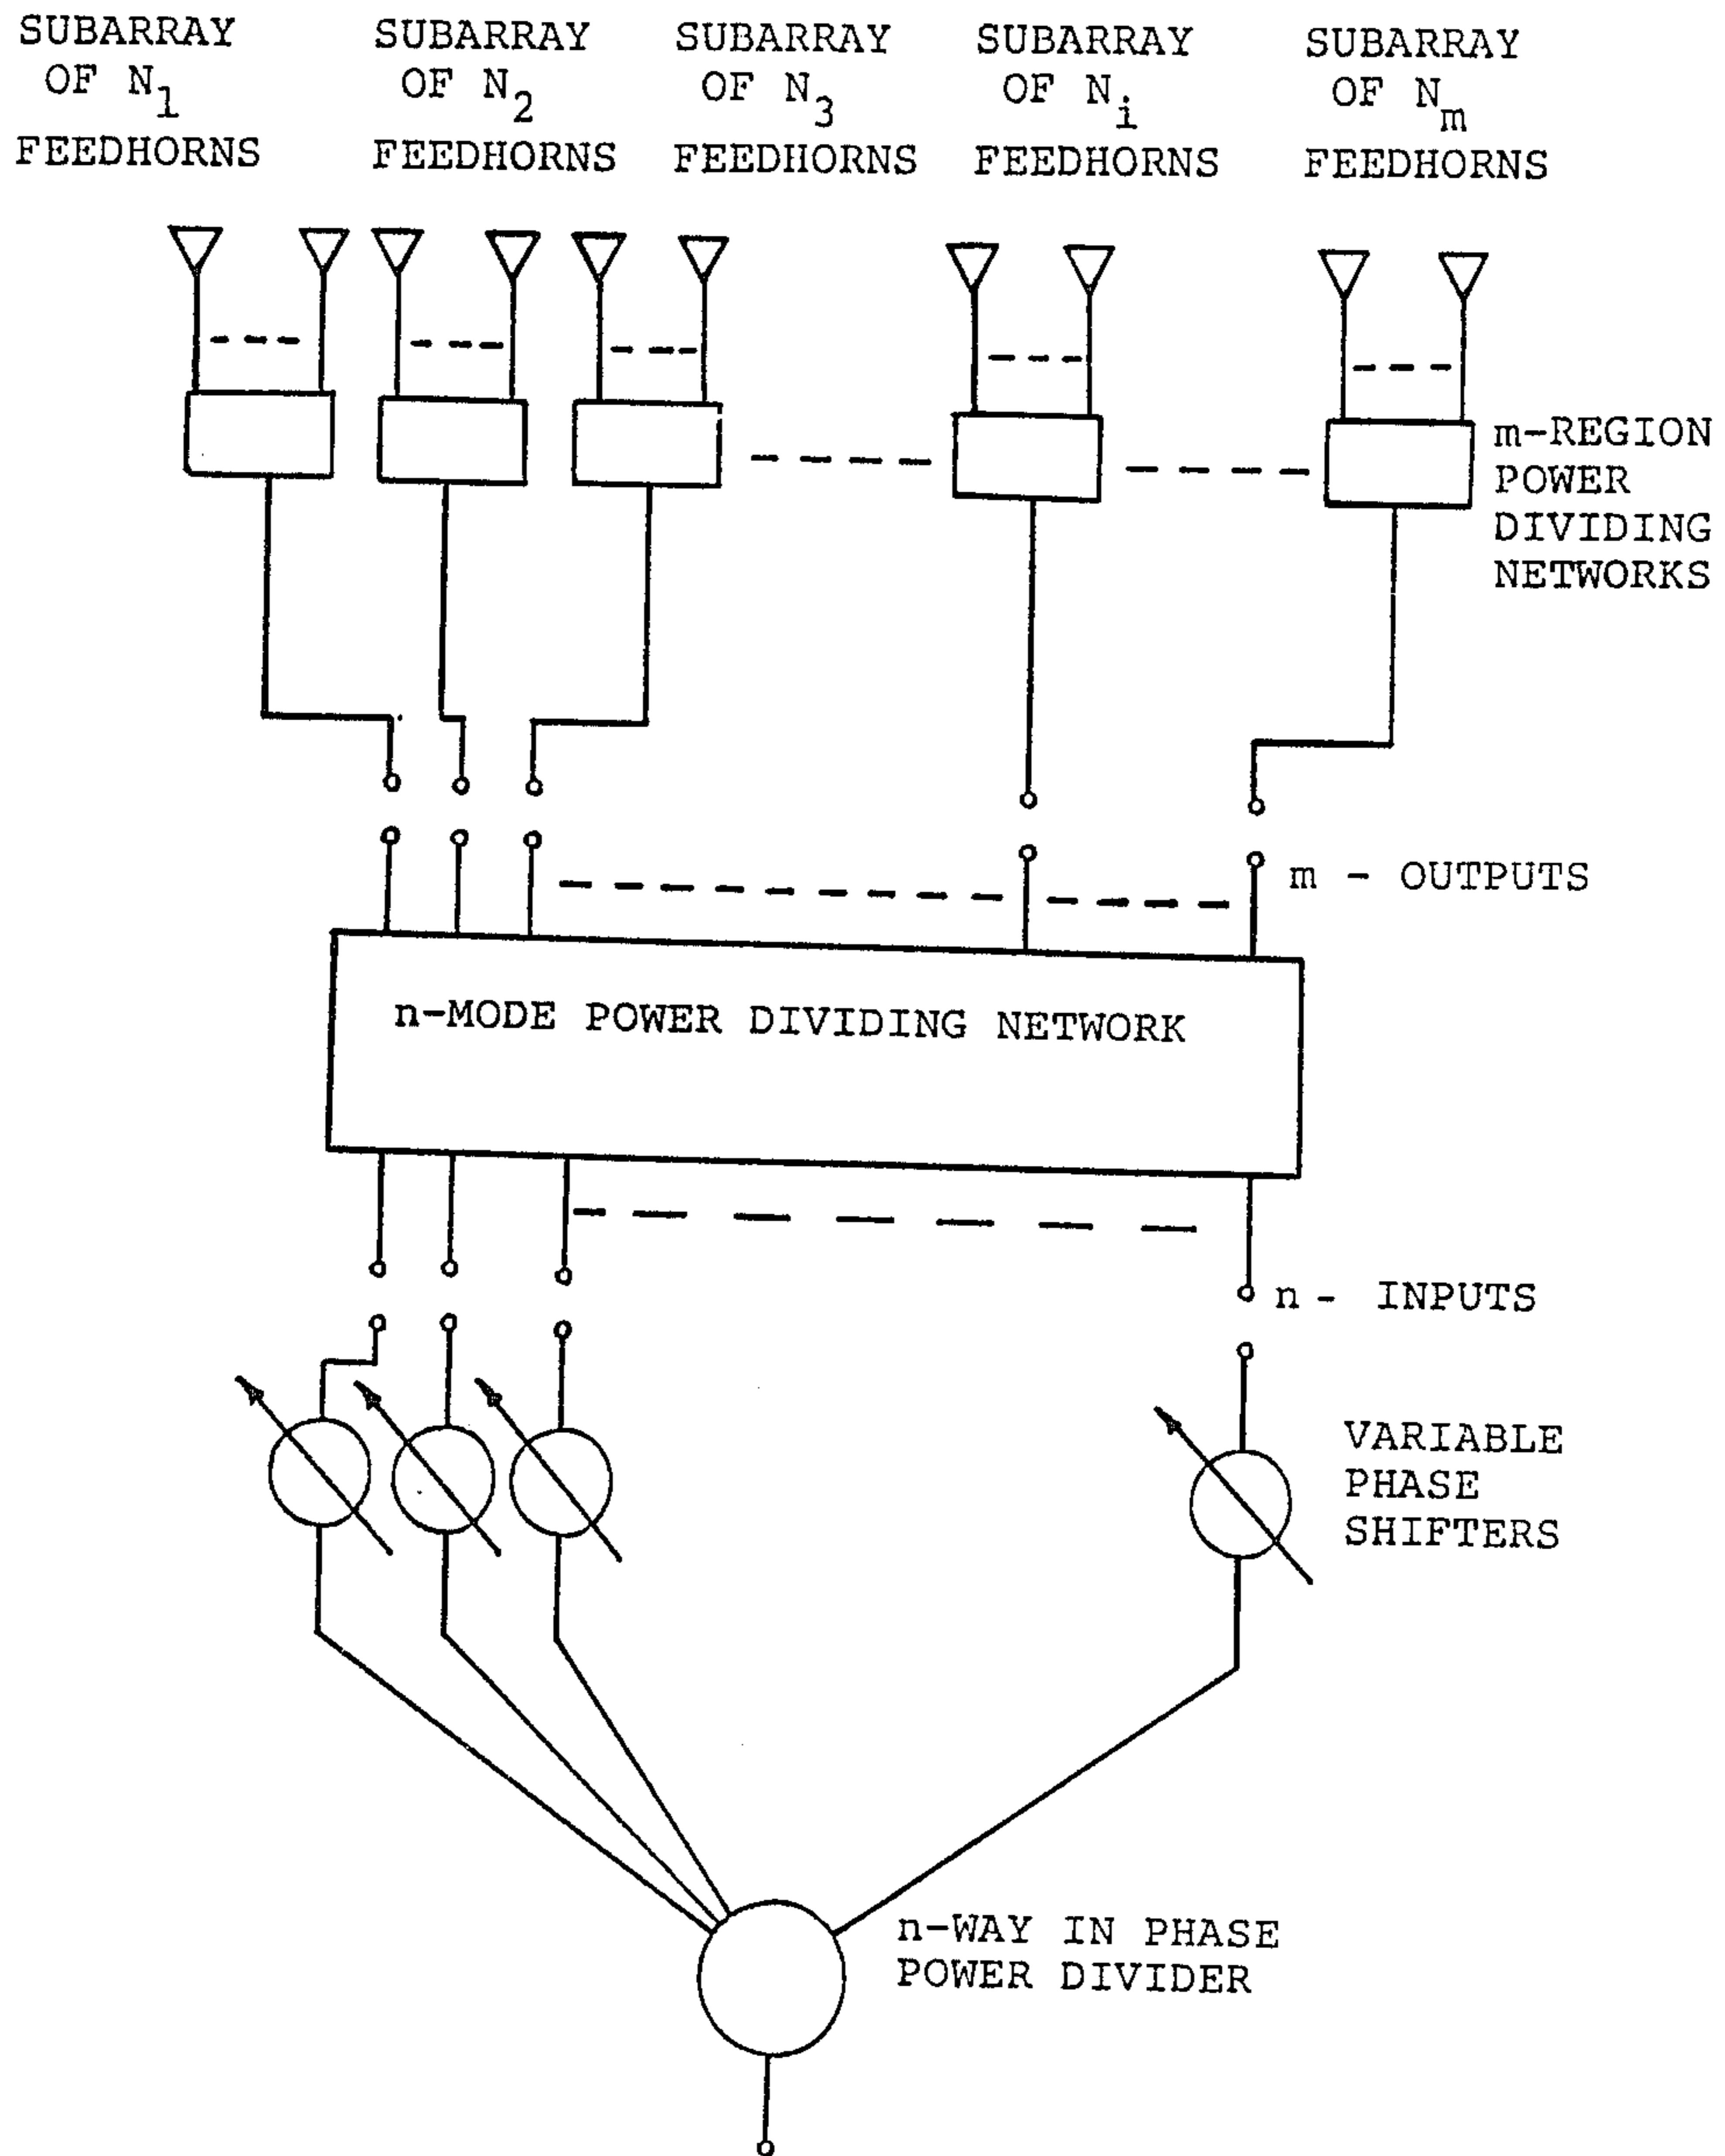 SUBARRAY
OF N1
FEEDHORNS
SUBARRAY
OF N2
FEEDHORNS
SUBARRAY
OF N3
FEEDHORNS
SUBARRAY
OF Ni
FEEDHORNS
SUBARRAY
OF Nm
FEEDHORNS
m-REGION
POWER
DIVIDING
NETWORKS
m - OUTPUTS
n-MODE POWER DIVIDING NETWORK
n - INPUTS
VARIABLE
PHASE
SHIFTERS
n-WAY IN PHASE
POWER DIVIDER